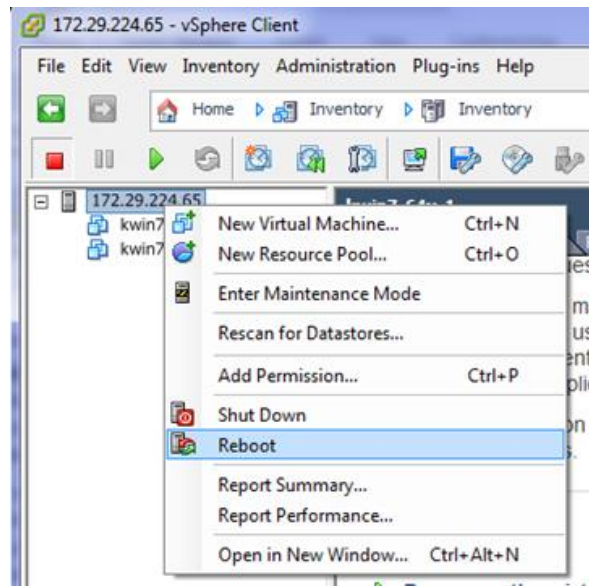 172.29.224.65 - vSphere Client
File Edit View Inventory Administration Plug-ins Help
Home Inventory Inventory
172.29.224.65
kwin7
kwin7
New Virtual Machine... Ctrl+N
New Resource Pool... Ctrl+O
Enter Maintenance Mode
Rescan for Datastores...
Add Permission... Ctrl+P
Shut Down
Reboot
Report Summary...
Report Performance...
Open in New Window... Ctrl+Alt+N